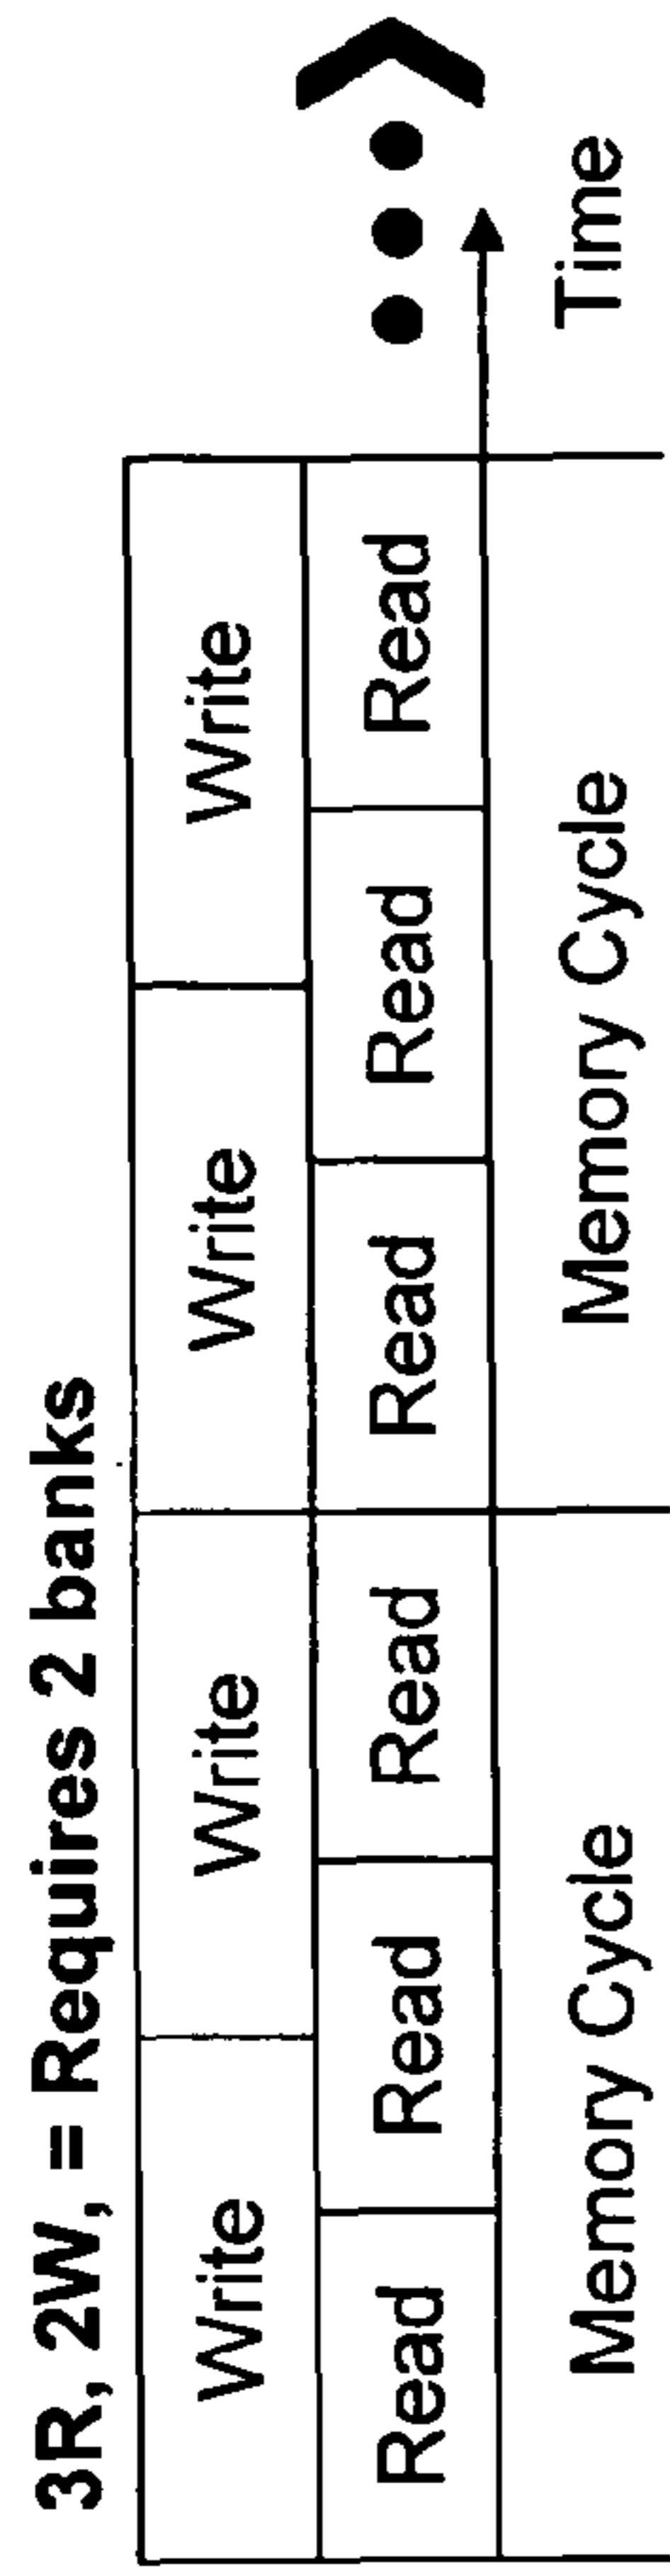 3R, 2W, = Requires 2 banks
Write Write Write Write
Read Read Read Read Read Read
Memory Cycle Memory Cycle Time